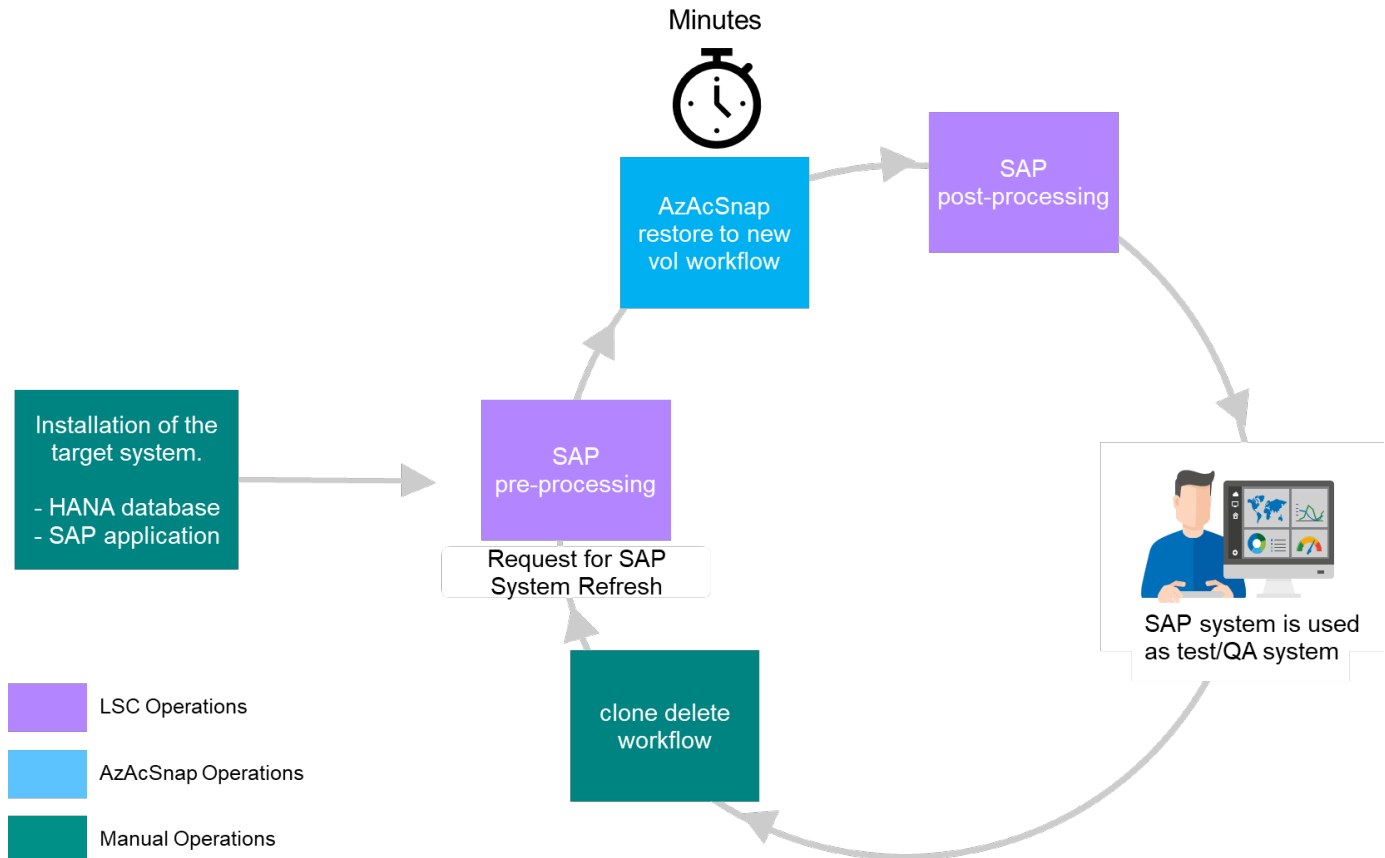 Minutes
AzAcSnap
restore to new
vol workflow
SAP
post-processing
Installation of the
target system.
- HANA database
- SAP application
SAP
pre-processing
Request for SAP
System Refresh
SAP system is used
as test/QA system
clone delete
workflow
LSC Operations
AzAcSnap Operations
Manual Operations